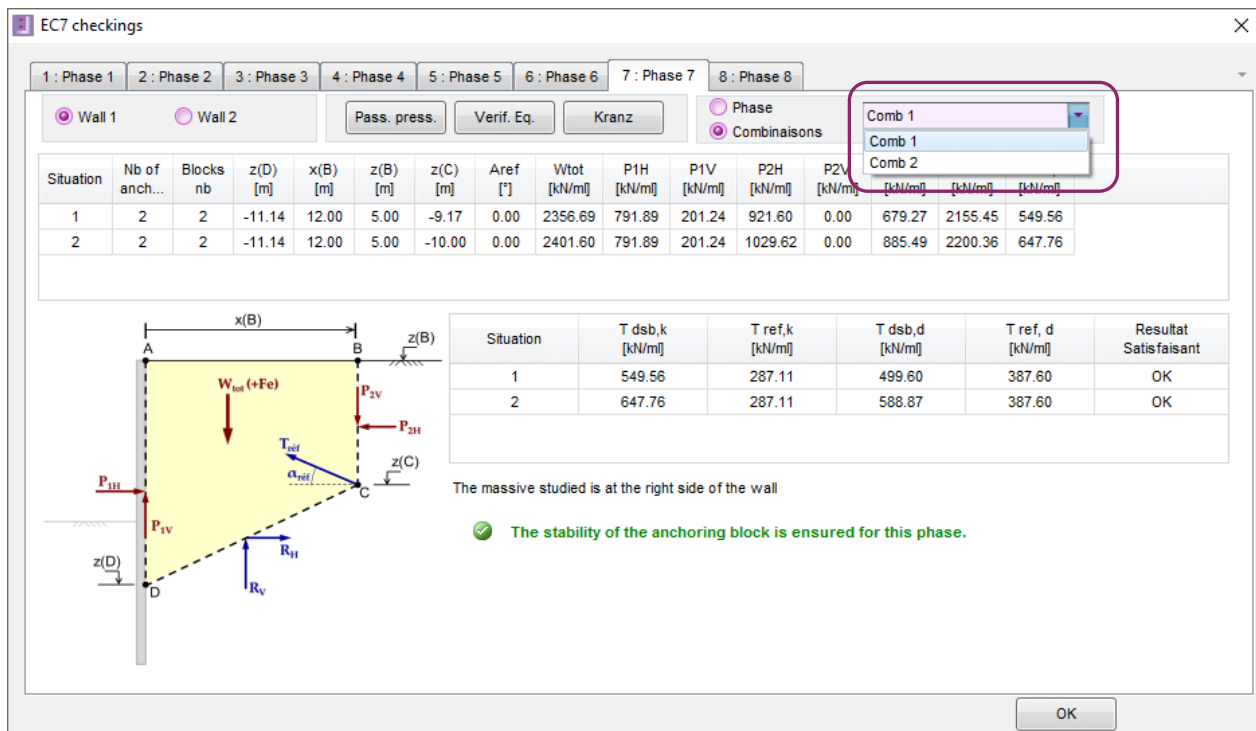 EC7 checkings
1 : Phase 1 2 : Phase 2 3 : Phase 3 4 : Phase 4 5 : Phase 5 6 : Phase 6 7 : Phase 7 8 : Phase 8
Wall 1 Wall 2 Pass. press. Verif. Eq. Kranz Phase Comb 1
Combinaisons
Comb 1
Comb 2
Situation Nb of Blocks z(D) x(B) z(B) z(C) Aref Wtot P1H P1V P2H P2V
anch... nb [m] [m] [m] [m] [°] [kN/ml] [kN/ml] [kN/ml] [kN/ml] [kN/ml] [kN/ml] [kN/ml] [kN/ml]
1 2 2 -11.14 12.00 5.00 -9.17 0.00 2356.69 791.89 201.24 921.60 0.00 679.27 2155.45 549.56
2 2 2 -11.14 12.00 5.00 -10.00 0.00 2401.60 791.89 201.24 1029.62 0.00 885.49 2200.36 647.76
x(B)
A B z(B)
Wtot (+Fe)
P2V
P2H
Tréf
αréf
z(C)
C
P1H
P1V
RH
z(D)
D
RV
Situation T dsb,k T ref,k T dsb,d T ref, d Resultat
[kN/ml] [kN/ml] [kN/ml] [kN/ml] Satisfaisant
1 549.56 287.11 499.60 387.60 OK
2 647.76 287.11 588.87 387.60 OK
The massive studied is at the right side of the wall
The stability of the anchoring block is ensured for this phase.
OK